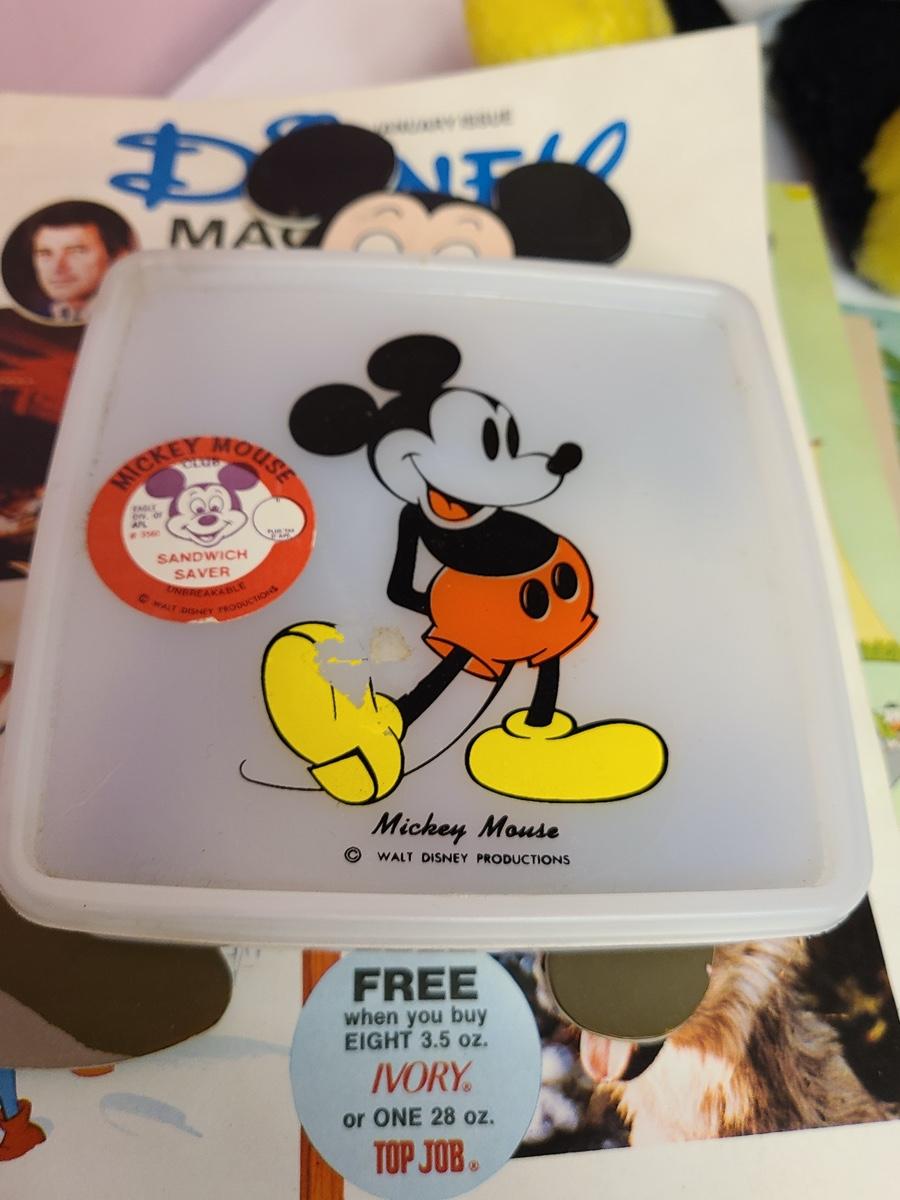 JANUARY ISSUE
DISNEY
MICKEY MOUSE
CLUB
EAGLE
DIV. OF
APL
# 3560
PLUS TAX
SANDWICH
SAVER
UNBREAKABLE
© WALT DISNEY PRODUCTIONS
Mickey Mouse
© WALT DISNEY PRODUCTIONS
FREE
when you buy
EIGHT 3.5 oz.
IVORY®
or ONE 28 oz.
TOP JOB®